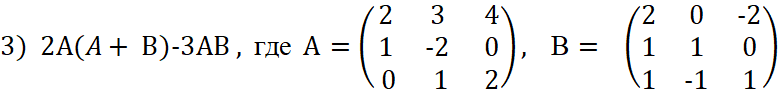 3) 2A(A + B)-3AB, где A = ( 2 3 4 ; 1 -2 0 ; 0 1 2 ), B = ( 2 0 -2 ; 1 1 0 ; 1 -1 1 )